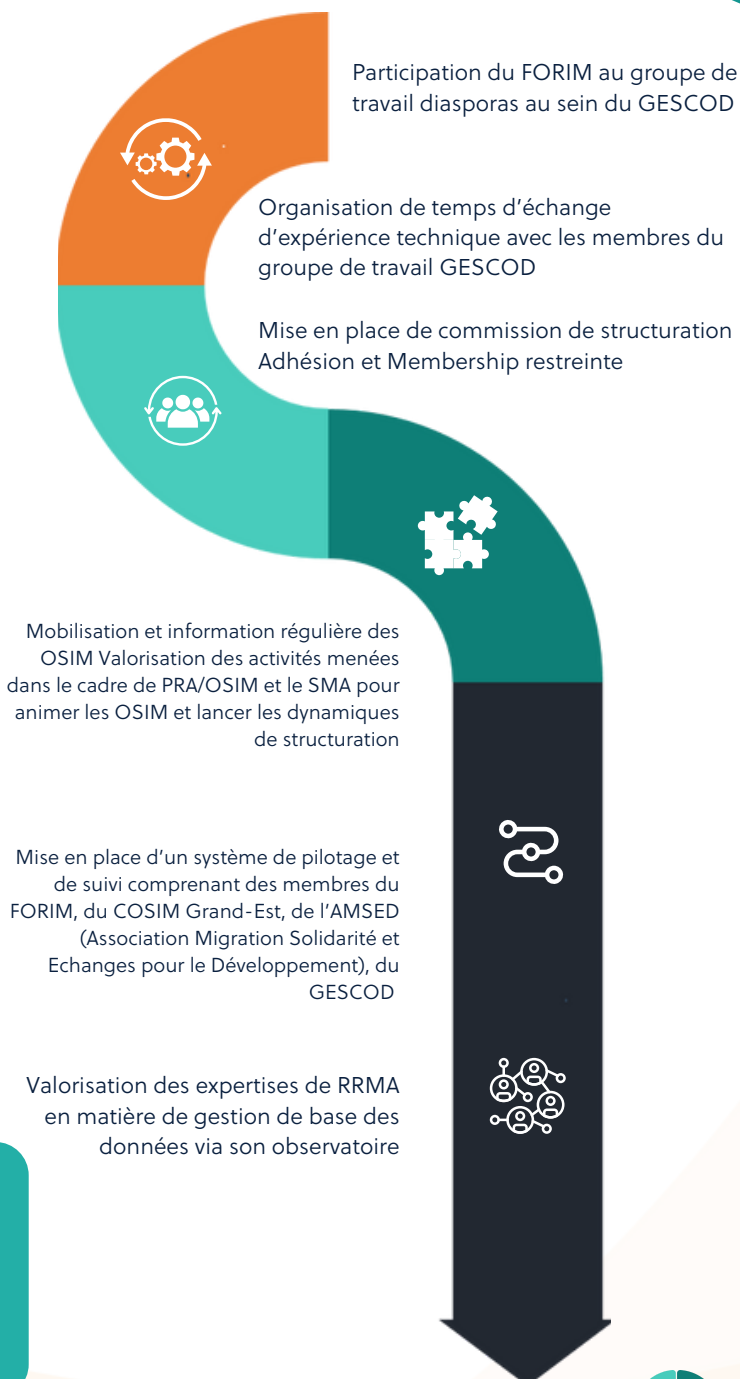 Participation du FORIM au groupe de
travail diasporas au sein du GESCOD
Organisation de temps d’échange
d’expérience technique avec les membres du
groupe de travail GESCOD
Mise en place de commission de structuration
Adhésion et Membership restreinte
Mobilisation et information régulière des
OSIM Valorisation des activités menées
dans le cadre de PRA/OSIM et le SMA pour
animer les OSIM et lancer les dynamiques
de structuration
Mise en place d’un système de pilotage et
de suivi comprenant des membres du
FORIM, du COSIM Grand-Est, de l’AMSED
(Association Migration Solidarité et
Echanges pour le Développement), du
GESCOD
Valorisation des expertises de RRMA
en matière de gestion de base des
données via son observatoire